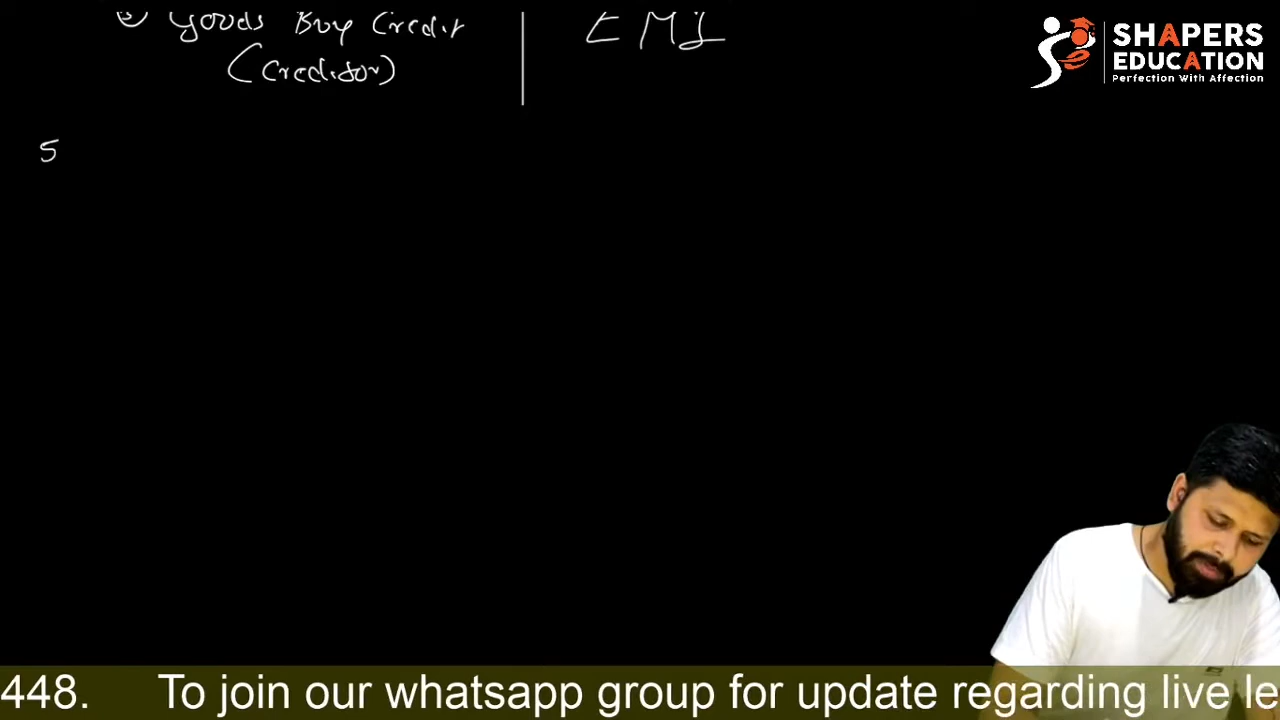 Goods Buy Credit
(Creditor)
EMI
SHAPERS
EDUCATION
Perfection With Affection
5
448. To join our whatsapp group for update regarding live le